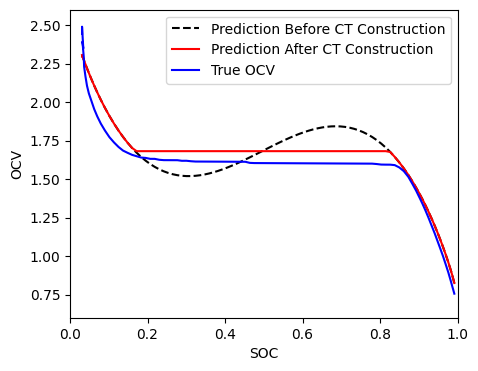 Prediction Before CT Construction
Prediction After CT Construction
True OCV
2.50
2.25
2.00
1.75
1.50
1.25
1.00
0.75
OCV
0.0 0.2 0.4 0.6 0.8 1.0
SOC